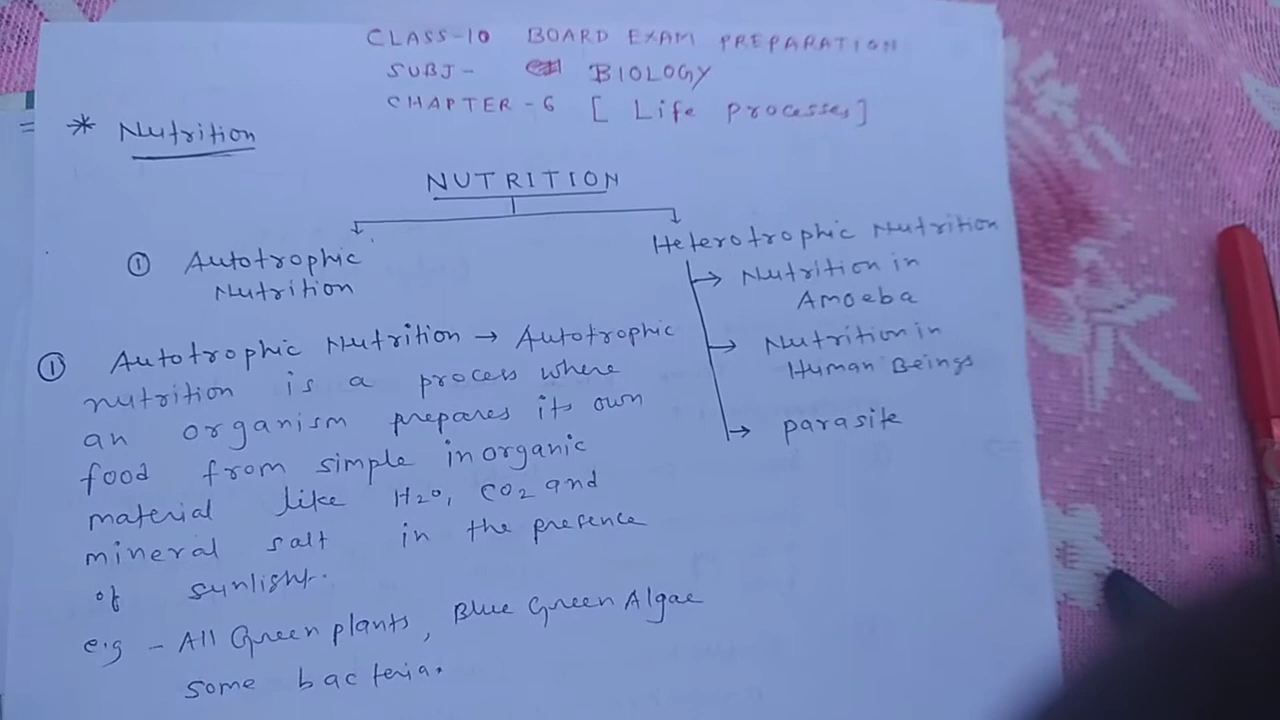 CLASS-10 BOARD EXAM PREPARATION
SUBJ- BIOLOGY
CHAPTER-6 [Life processes]
* Nutrition
NUTRITION
① Autotrophic
Nutrition
Heterotrophic Nutrition
→ Nutrition in
Amoeba
→ Nutrition in
Human Beings
→ parasite
① Autotrophic Nutrition → Autotrophic
nutrition is a process where
an organism prepares its own
food from simple inorganic
material like H2O, CO2 and
mineral salt in the presence
of sunlight.
e.g - All Green plants, Blue Green Algae
some bacteria.